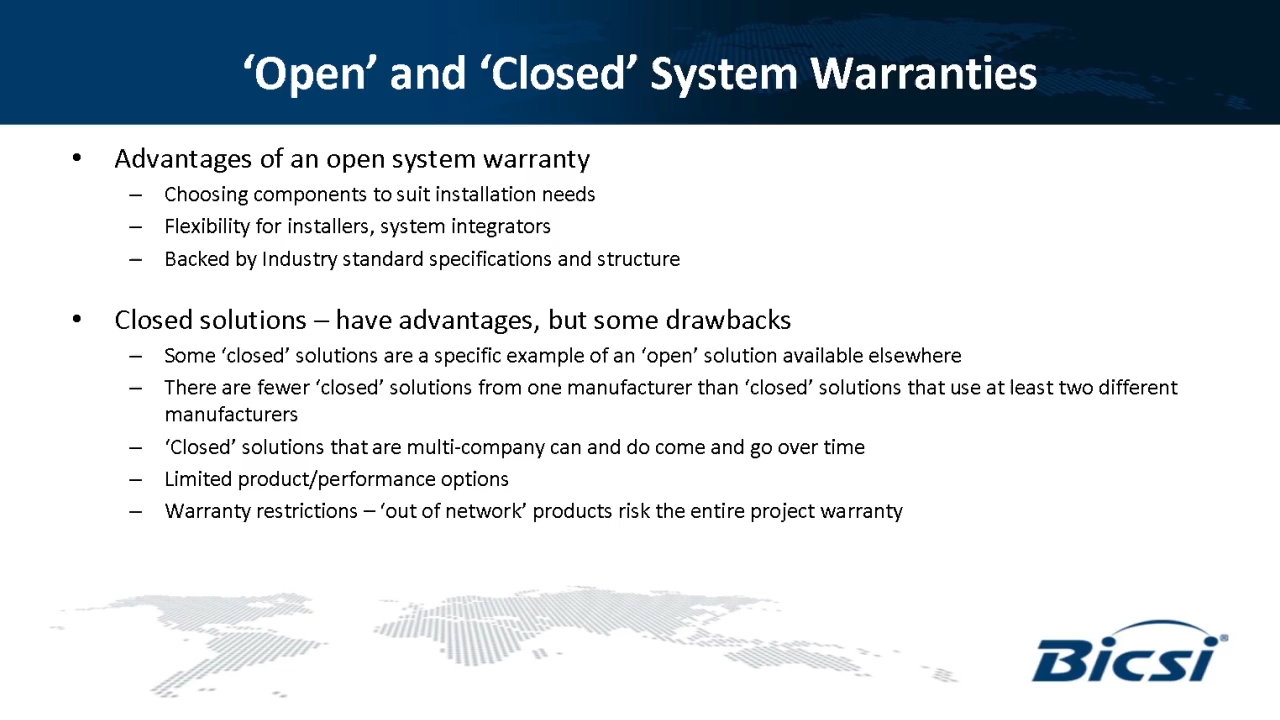 ‘Open’ and ‘Closed’ System Warranties
• Advantages of an open system warranty
– Choosing components to suit installation needs
– Flexibility for installers, system integrators
– Backed by Industry standard specifications and structure
• Closed solutions – have advantages, but some drawbacks
– Some ‘closed’ solutions are a specific example of an ‘open’ solution available elsewhere
– There are fewer ‘closed’ solutions from one manufacturer than ‘closed’ solutions that use at least two different
manufacturers
– ‘Closed’ solutions that are multi-company can and do come and go over time
– Limited product/performance options
– Warranty restrictions – ‘out of network’ products risk the entire project warranty
Bicsi®